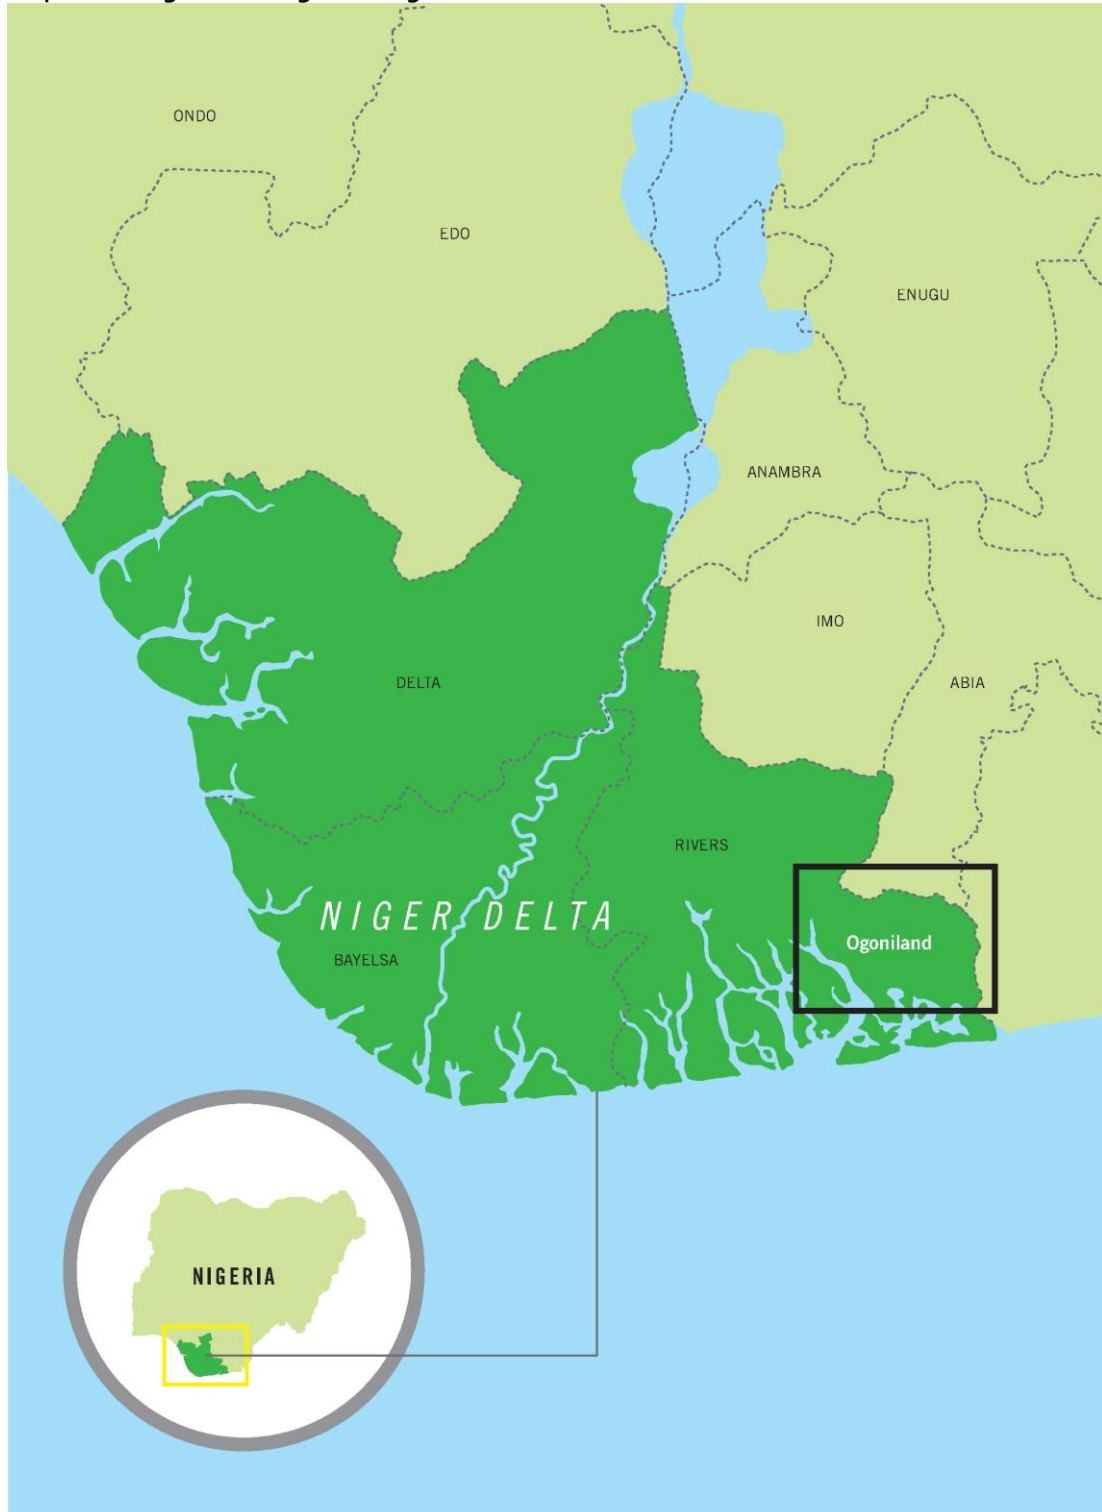 ONDO
EDO
ENUGU
ANAMBRA
IMO
DELTA
ABIA
RIVERS
NIGER DELTA
Ogoniland
BAYELSA
NIGERIA